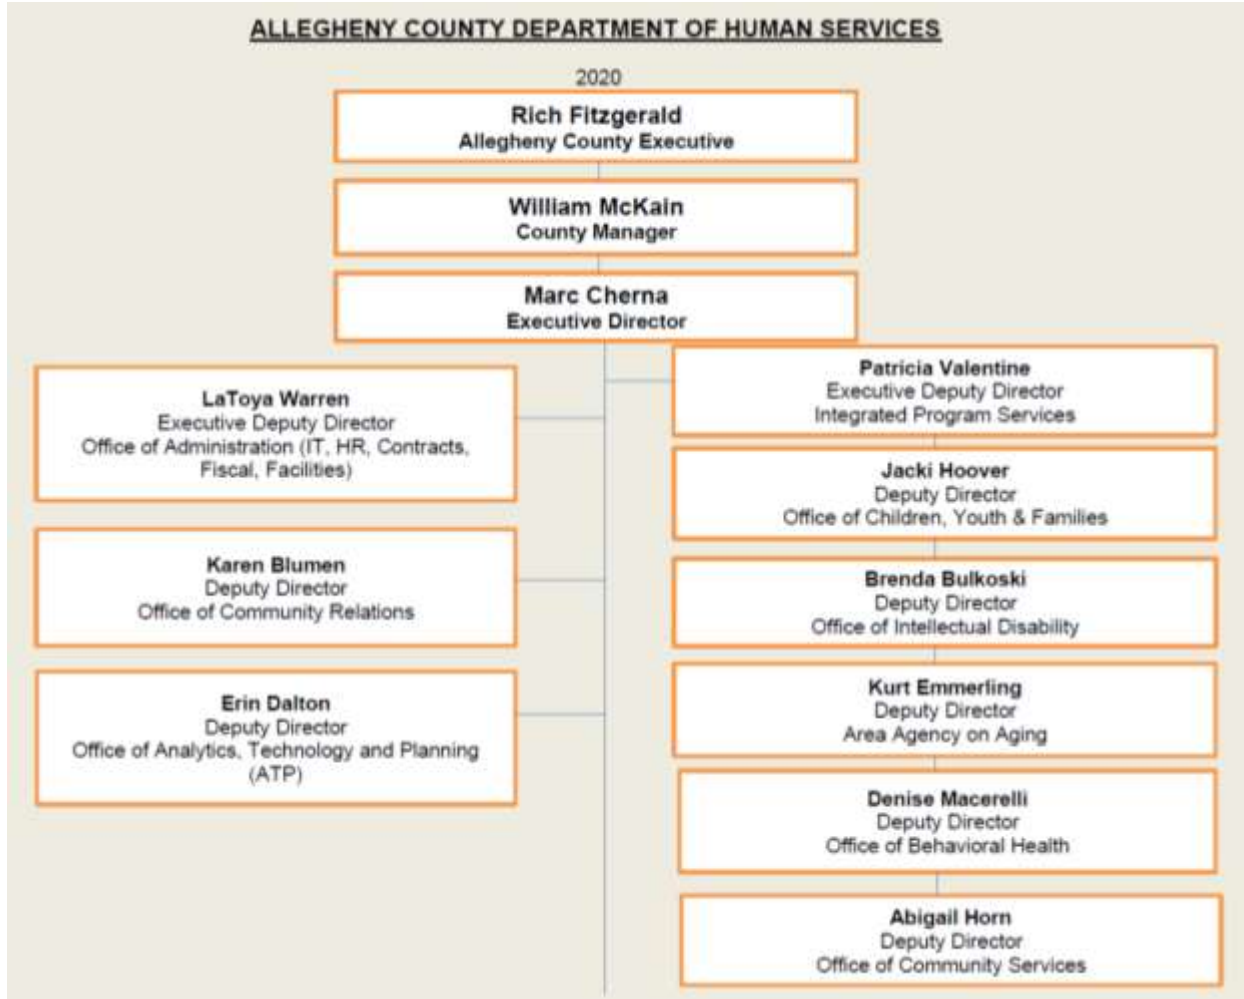 ALLEGHENY COUNTY DEPARTMENT OF HUMAN SERVICES
2020
Rich Fitzgerald
Allegheny County Executive
William McKain
County Manager
Marc Cherna
Executive Director
LaToya Warren
Executive Deputy Director
Office of Administration (IT, HR, Contracts,
Fiscal, Facilities)
Karen Blumen
Deputy Director
Office of Community Relations
Erin Dalton
Deputy Director
Office of Analytics, Technology and Planning
(ATP)
Patricia Valentine
Executive Deputy Director
Integrated Program Services
Jacki Hoover
Deputy Director
Office of Children, Youth & Families
Brenda Bulkoski
Deputy Director
Office of Intellectual Disability
Kurt Emmerling
Deputy Director
Area Agency on Aging
Denise Macerelli
Deputy Director
Office of Behavioral Health
Abigail Horn
Deputy Director
Office of Community Services